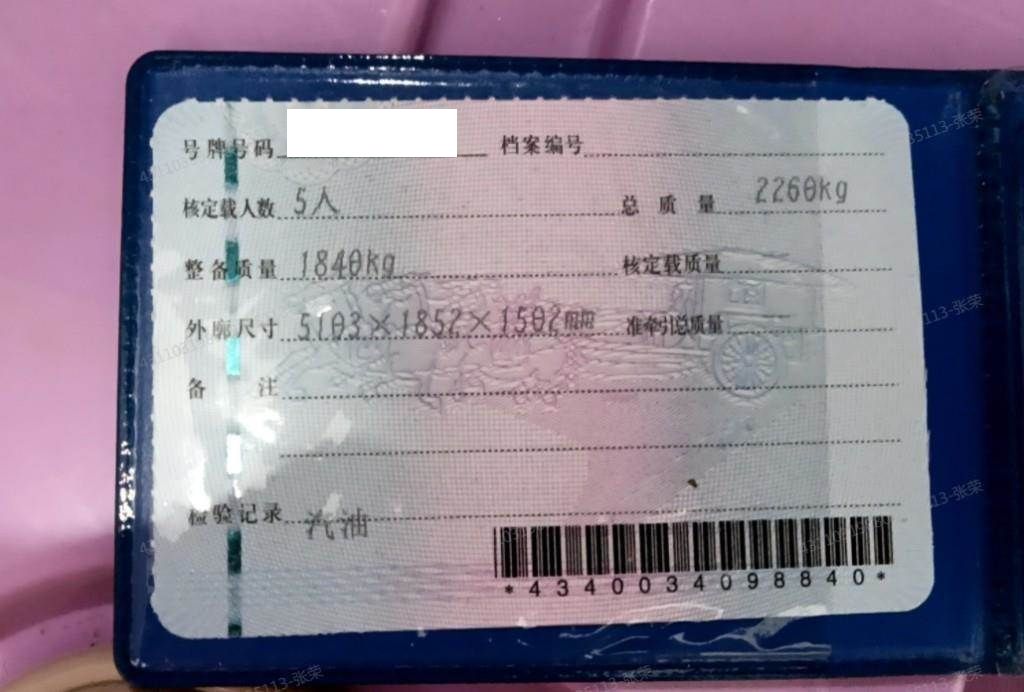 号牌号码 档案编号
核定载人数 5人 总质量 2260kg
整备质量 1840kg 核定载质量
外廓尺寸 5103×1852×1502mm 准牵引总质量
备注
检验记录 汽油
*4340034098840*